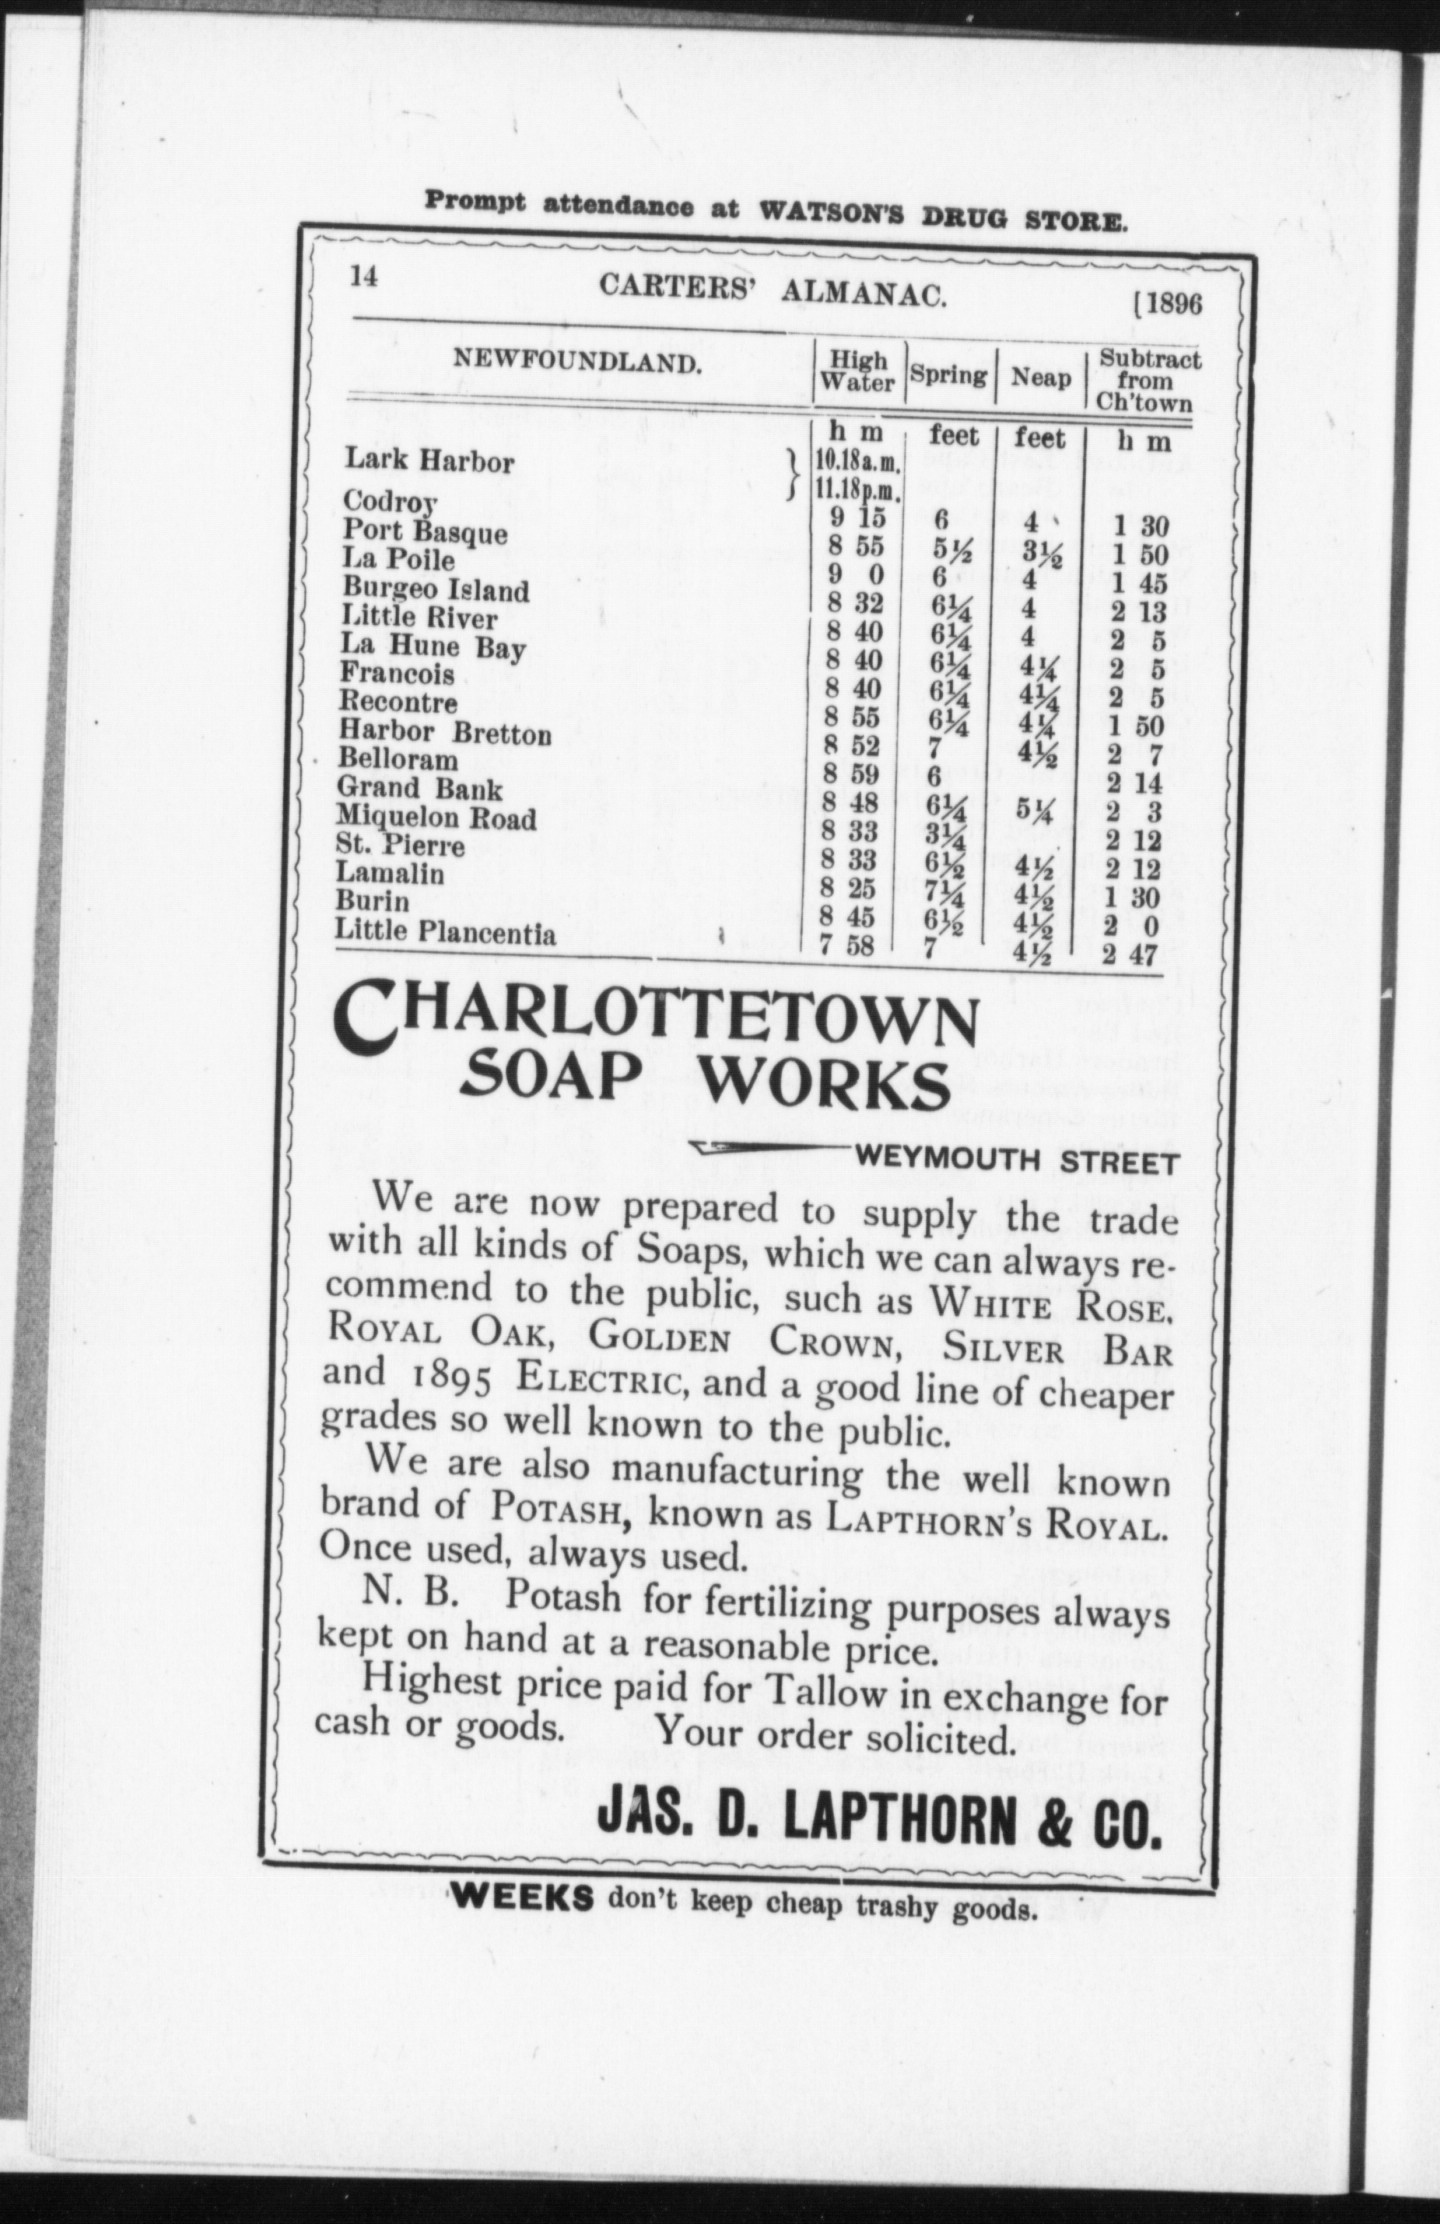 Prompt attendance at WATSON'S DRUG STORE.
14 CARTERS' ALMANAC. [1896
NEWFOUNDLAND. High Water Spring Neap Subtract from Ch'town
h m feet feet h m
Lark Harbor } 10.18 a.m.
11.18 p.m.
Codroy 9 15 6 4 1 30
Port Basque 8 55 5½ 3½ 1 50
La Poile 9 0 6 4 1 45
Burgeo Island 8 32 6¼ 4 2 13
Little River 8 40 6¼ 4 2 5
La Hune Bay 8 40 6¼ 4¼ 2 5
Francois 8 40 6¼ 4¼ 2 5
Recontre 8 55 6¼ 4¼ 1 50
Harbor Bretton 8 52 7 4½ 2 7
Belloram 8 59 6 2 14
Grand Bank 8 48 6¼ 5¼ 2 3
Miquelon Road 8 33 3¼ 2 12
St. Pierre 8 33 6½ 4½ 2 12
Lamalin 8 25 7¼ 4½ 1 30
Burin 8 45 6½ 4½ 2 0
Little Plancentia 7 58 7 4½ 2 47
CHARLOTTETOWN
SOAP WORKS
WEYMOUTH STREET
We are now prepared to supply the trade
with all kinds of Soaps, which we can always re-
commend to the public, such as WHITE ROSE,
ROYAL OAK, GOLDEN CROWN, SILVER BAR
and 1895 ELECTRIC, and a good line of cheaper
grades so well known to the public.
We are also manufacturing the well known
brand of POTASH, known as LAPTHORN'S ROYAL.
Once used, always used.
N. B. Potash for fertilizing purposes always
kept on hand at a reasonable price.
Highest price paid for Tallow in exchange for
cash or goods. Your order solicited.
JAS. D. LAPTHORN & CO.
WEEKS don't keep cheap trashy goods.